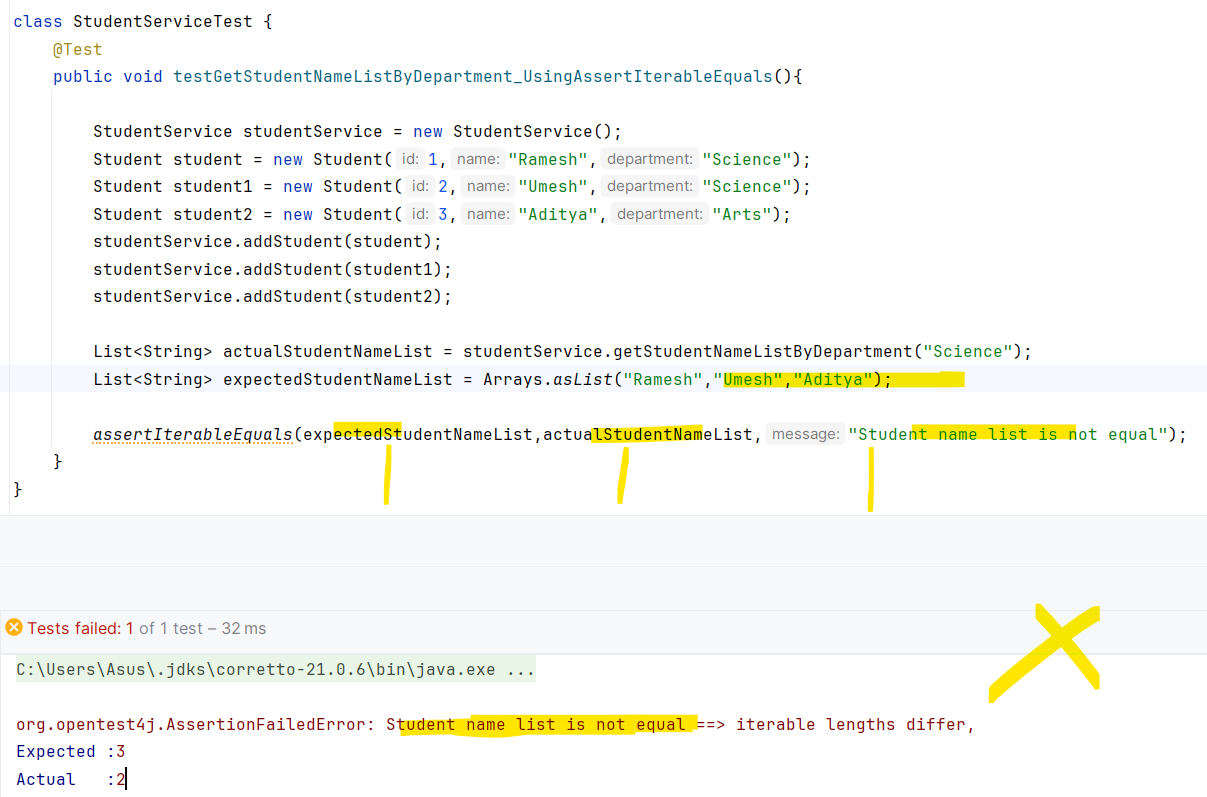 class StudentServiceTest {
@Test
public void testGetStudentNameListByDepartment_UsingAssertIterableEquals(){
StudentService studentService = new StudentService();
Student student = new Student( id: 1, name: "Ramesh", department: "Science");
Student student1 = new Student( id: 2, name: "Umesh", department: "Science");
Student student2 = new Student( id: 3, name: "Aditya", department: "Arts");
studentService.addStudent(student);
studentService.addStudent(student1);
studentService.addStudent(student2);
List<String> actualStudentNameList = studentService.getStudentNameListByDepartment("Science");
List<String> expectedStudentNameList = Arrays.asList("Ramesh","Umesh","Aditya");
assertIterableEquals(expectedStudentNameList,actualStudentNameList, message: "Student name list is not equal");
}
}
Tests failed: 1 of 1 test – 32 ms
C:\Users\Asus\.jdks\corretto-21.0.6\bin\java.exe ...
org.opentest4j.AssertionFailedError: Student name list is not equal ==> iterable lengths differ,
Expected :3
Actual :2